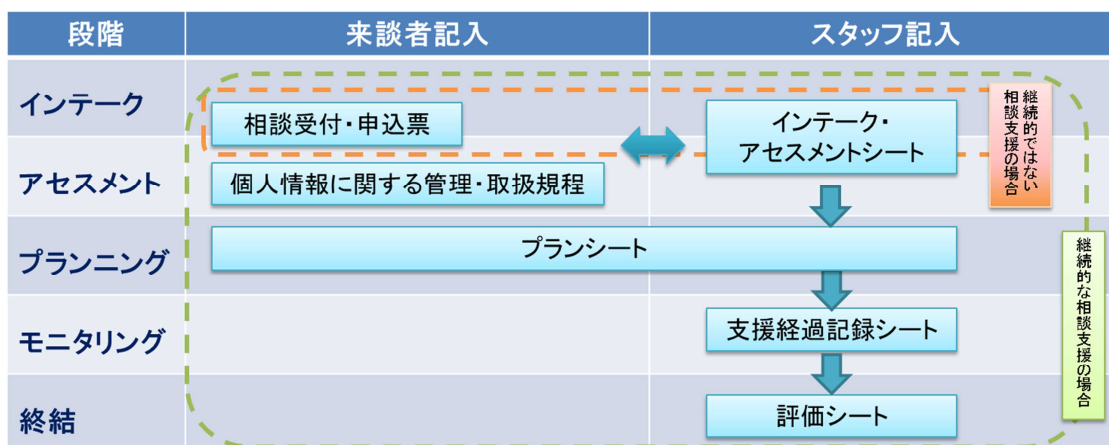 段階
来談者記入
スタッフ記入
インテーク
相談受付・申込票
インテーク・
アセスメントシート
継続的ではない
相談支援の場合
アセスメント
個人情報に関する管理・取扱規程
プランニング
プランシート
継続的な相談支援の場合
モニタリング
支援経過記録シート
終結
評価シート